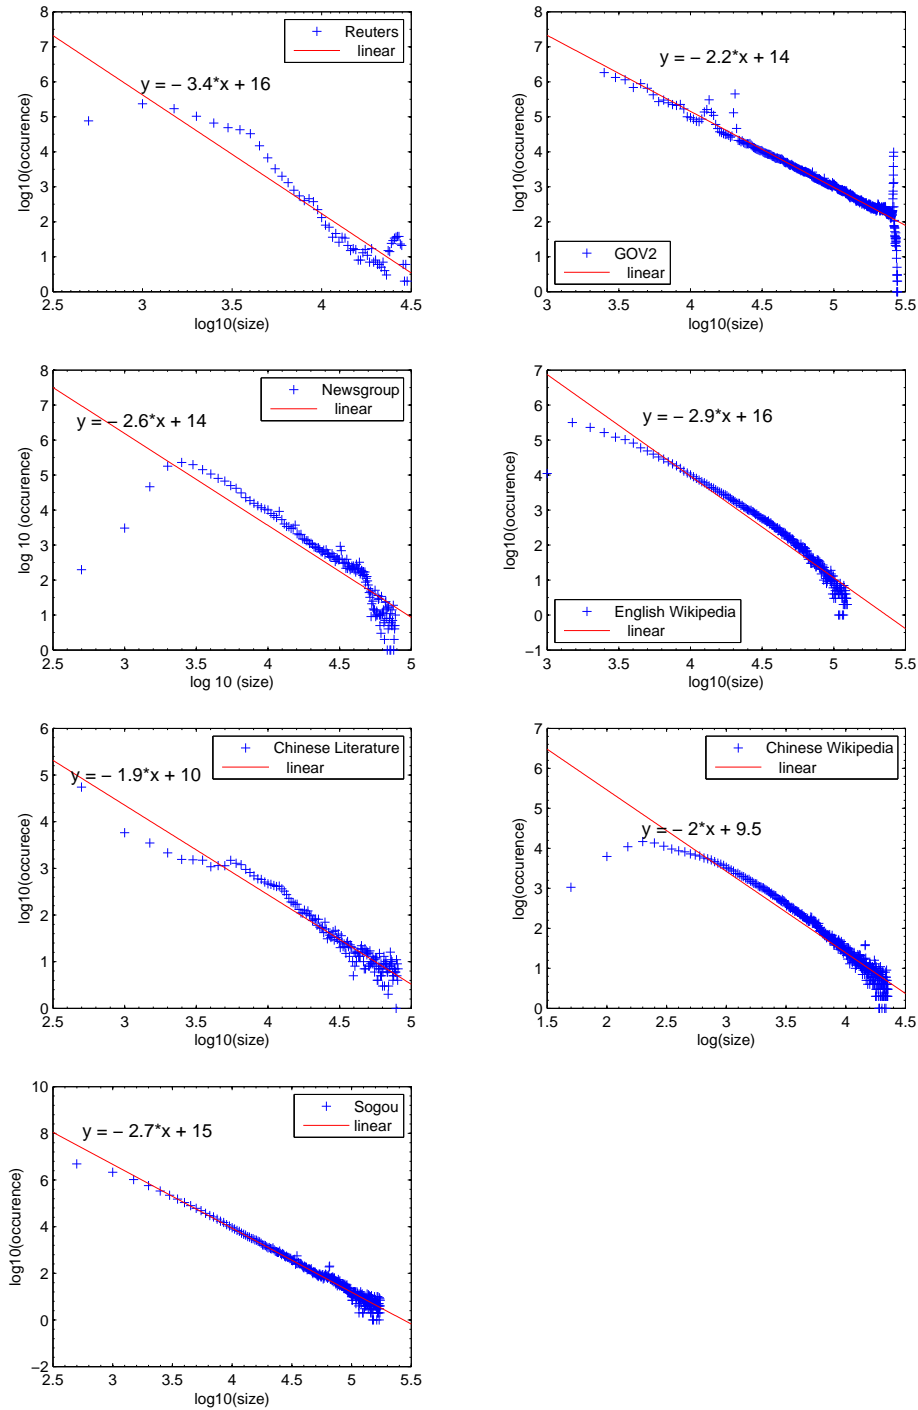 8
7
6
5
4
3
2
1
0
log10(occurence)
Reuters
linear
y = − 3.4*x + 16
2.5 3 3.5 4 4.5
log10(size)
8
7
6
5
4
3
2
1
0
log10(occurence)
y = − 2.2*x + 14
GOV2
linear
3 3.5 4 4.5 5 5.5
log10(size)
8
7
6
5
4
3
2
1
0
log 10 (occurence)
Newsgroup
linear
y = − 2.6*x + 14
2.5 3 3.5 4 4.5 5
log 10 (size)
7
6
5
4
3
2
1
0
−1
log10(occurence)
y = − 2.9*x + 16
English Wikipedia
linear
3 3.5 4 4.5 5 5.5
log10(size)
6
5
4
3
2
1
0
log10(occurece)
Chinese Literature
linear
y = − 1.9*x + 10
2.5 3 3.5 4 4.5 5
log10(size)
7
6
5
4
3
2
1
0
log(occurence)
Chinese Wikipedia
linear
y = − 2*x + 9.5
1.5 2 2.5 3 3.5 4 4.5
log(size)
10
8
6
4
2
0
−2
log10(occurence)
Sogou
linear
y = − 2.7*x + 15
2.5 3 3.5 4 4.5 5 5.5
log10(size)